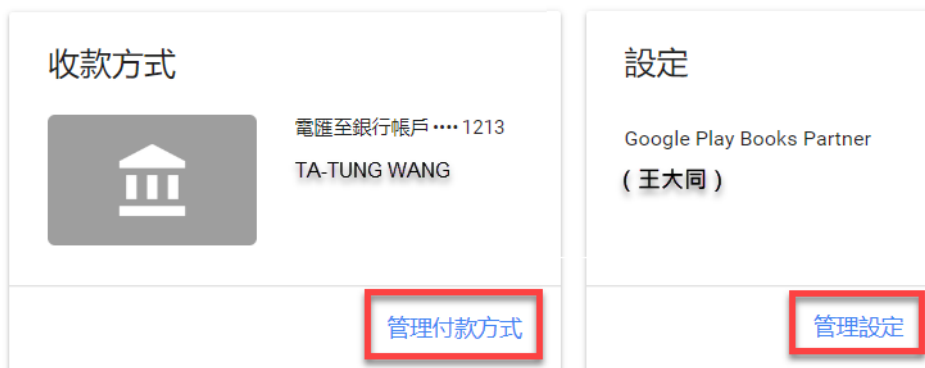 收款方式
電匯至銀行帳戶 •••• 1213
TA-TUNG WANG
管理付款方式
設定
Google Play Books Partner
(王大同)
管理設定